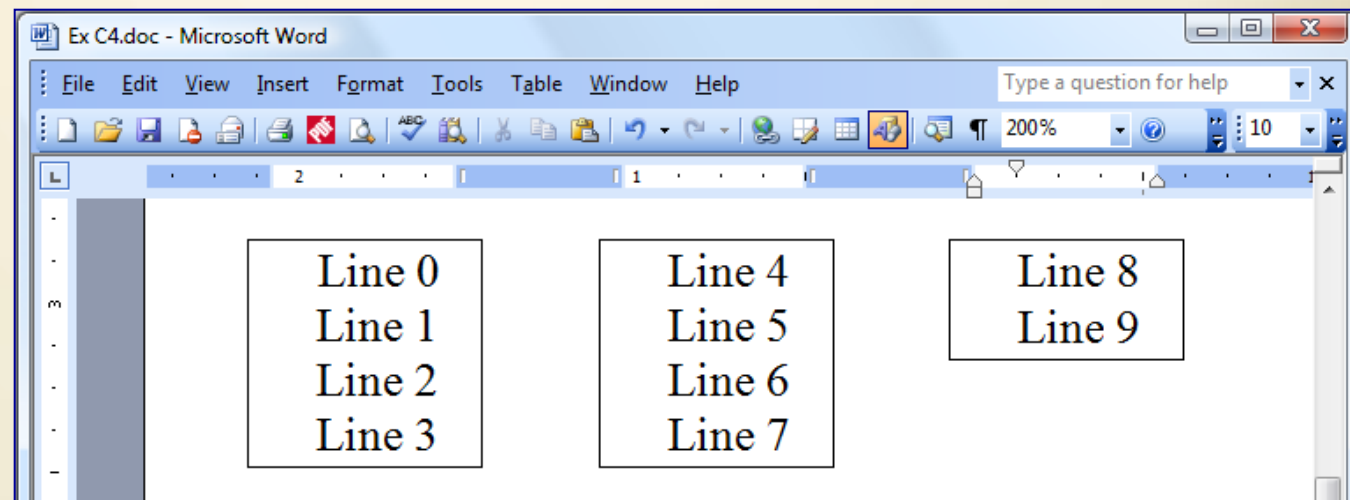 Ex C4.doc - Microsoft Word
File Edit View Insert Format Tools Table Window Help Type a question for help
ABC 200% 10
L 2 1 1
3
Line 0
Line 1
Line 2
Line 3
Line 4
Line 5
Line 6
Line 7
Line 8
Line 9